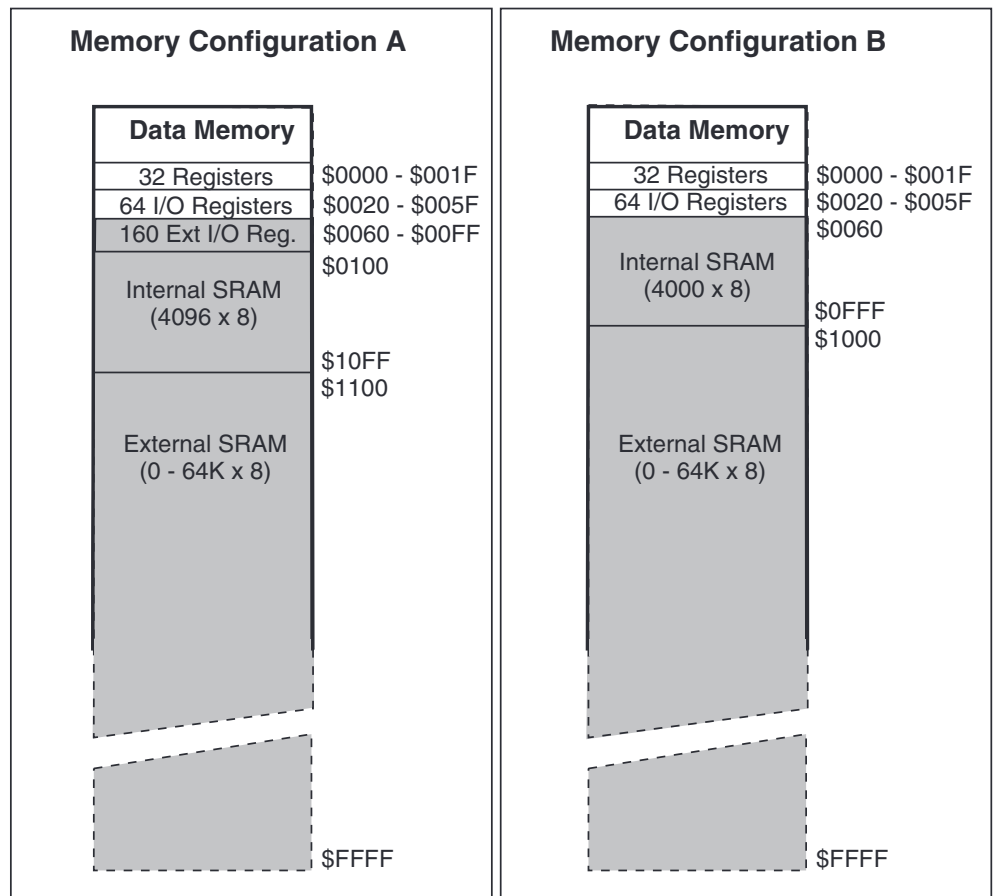 Memory Configuration A
Data Memory
32 Registers
$0000 - $001F
64 I/O Registers
$0020 - $005F
160 Ext I/O Reg.
$0060 - $00FF
$0100
Internal SRAM
(4096 x 8)
$10FF
$1100
External SRAM
(0 - 64K x 8)
$FFFF
Memory Configuration B
Data Memory
32 Registers
$0000 - $001F
64 I/O Registers
$0020 - $005F
$0060
Internal SRAM
(4000 x 8)
$0FFF
$1000
External SRAM
(0 - 64K x 8)
$FFFF